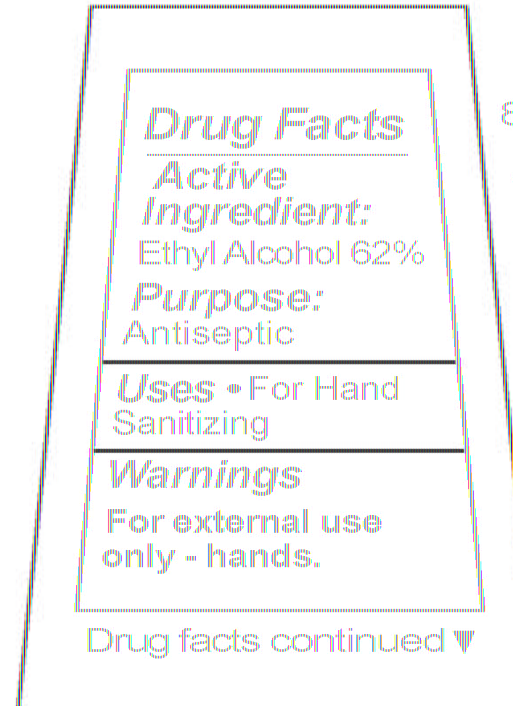 Drug Facts
Active
Ingredient:
Ethyl Alcohol 62%
Purpose:
Antiseptic
Uses • For Hand
Sanitizing
Warnings
For external use
only - hands.
Drug facts continued ▼